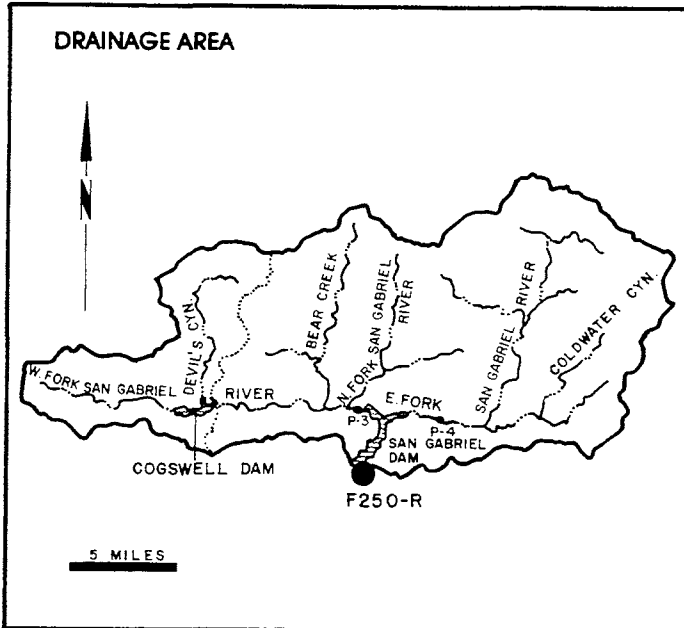 DRAINAGE AREA
N
W. FORK SAN GABRIEL
RIVER
DEVIL'S CYN.
BEAR CREEK
N. FORK SAN GABRIEL
RIVER
SAN GABRIEL RIVER
COLDWATER CYN.
E. FORK
P-3
P-4
SAN GABRIEL
DAM
COGSWELL DAM
F250-R
5 MILES